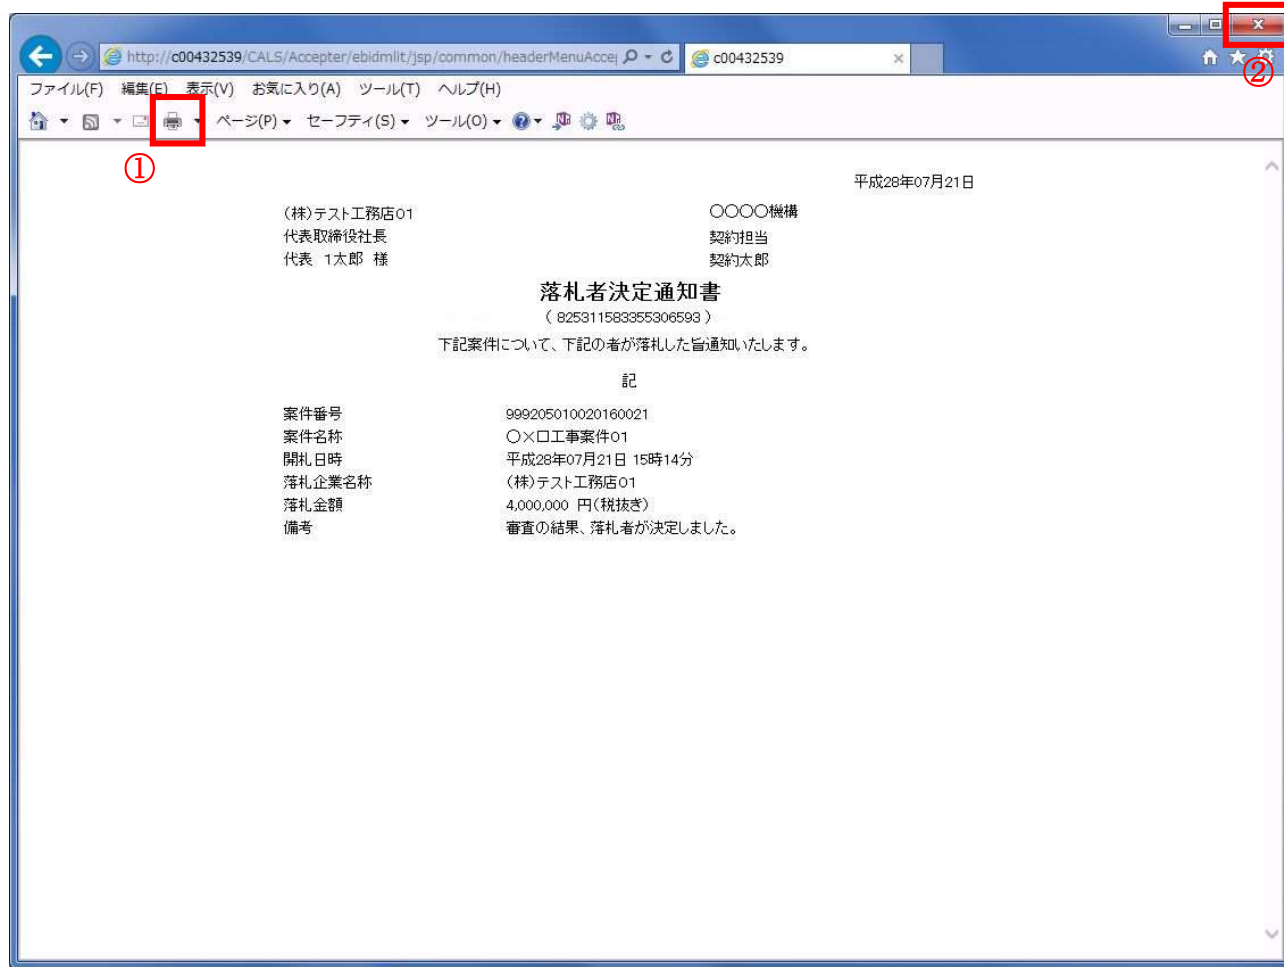 ②
http://c00432539/CALS/Accepter/ebidmlit/jsp/common/headerMenuAcce
c00432539
ファイル(F) 編集(E) 表示(V) お気に入り(A) ツール(T) ヘルプ(H)
ページ(P) セーフティ(S) ツール(O)
①
平成28年07月21日
(株)テスト工務店01 〇〇〇〇機構
代表取締役社長 契約担当
代表 1太郎 様 契約太郎
落札者決定通知書
( 825311583355306593 )
下記案件について、下記の者が落札した旨通知いたします。
記
案件番号 999205010020160021
案件名称 〇×口工事案件01
開札日時 平成28年07月21日 15時14分
落札企業名称 (株)テスト工務店01
落札金額 4,000,000 円(税抜き)
備考 審査の結果、落札者が決定しました。